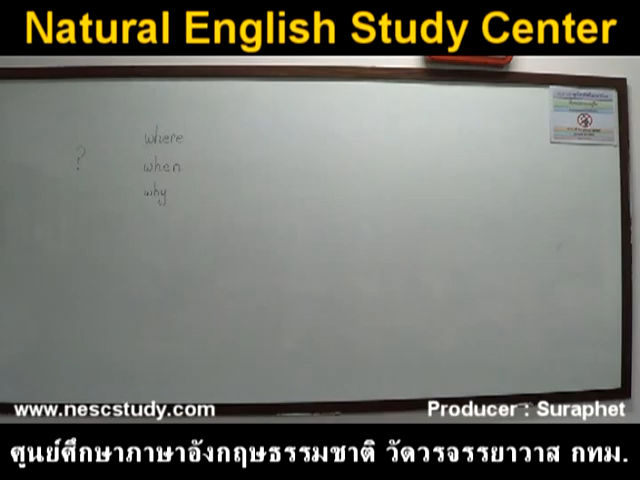 Natural English Study Center
where
?
when
why
www.nescstudy.com
Producer : Suraphet
ศูนย์ศึกษาภาษาอังกฤษธรรมชาติ วัดวรจรรยาวาส กทม.